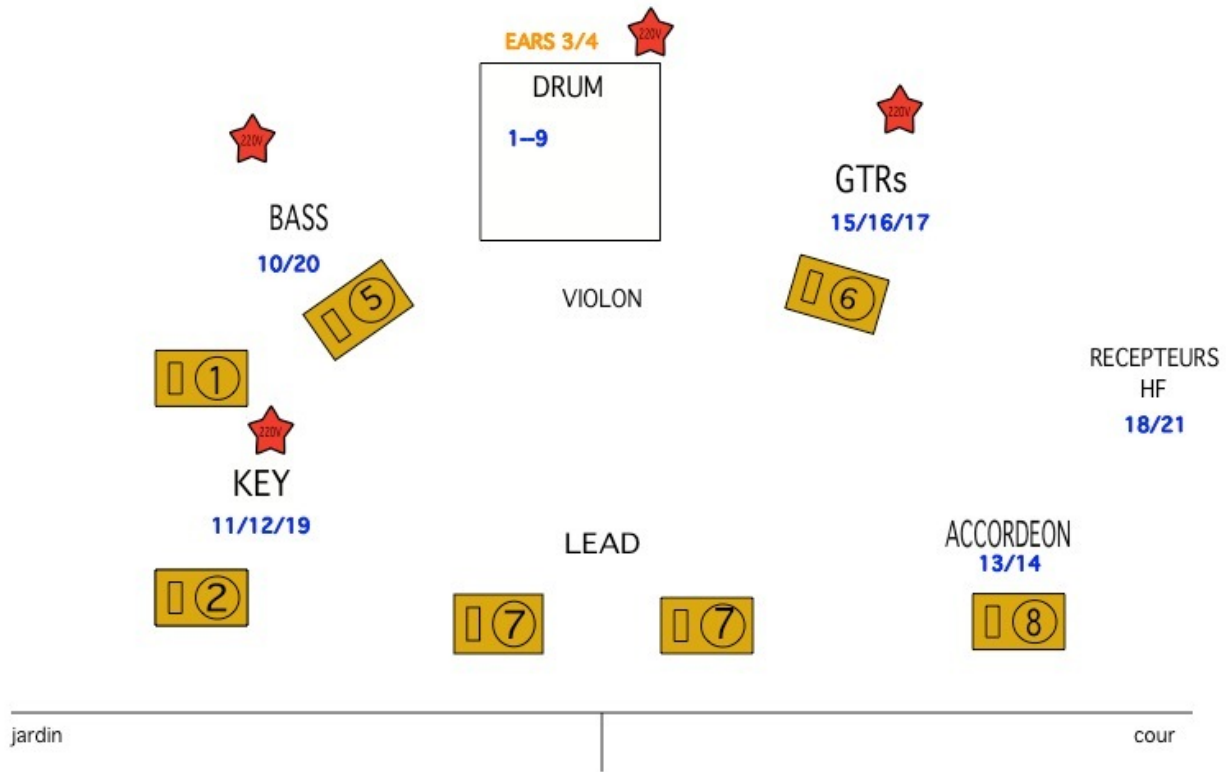 EARS 3/4
220V
DRUM
1--9
220V
220V
GTRs
15/16/17
BASS
10/20
5
6
VIOLON
1
RECEPTEURS
HF
18/21
220V
KEY
11/12/19
LEAD
ACCORDEON
13/14
2
7
7
8
jardin
cour